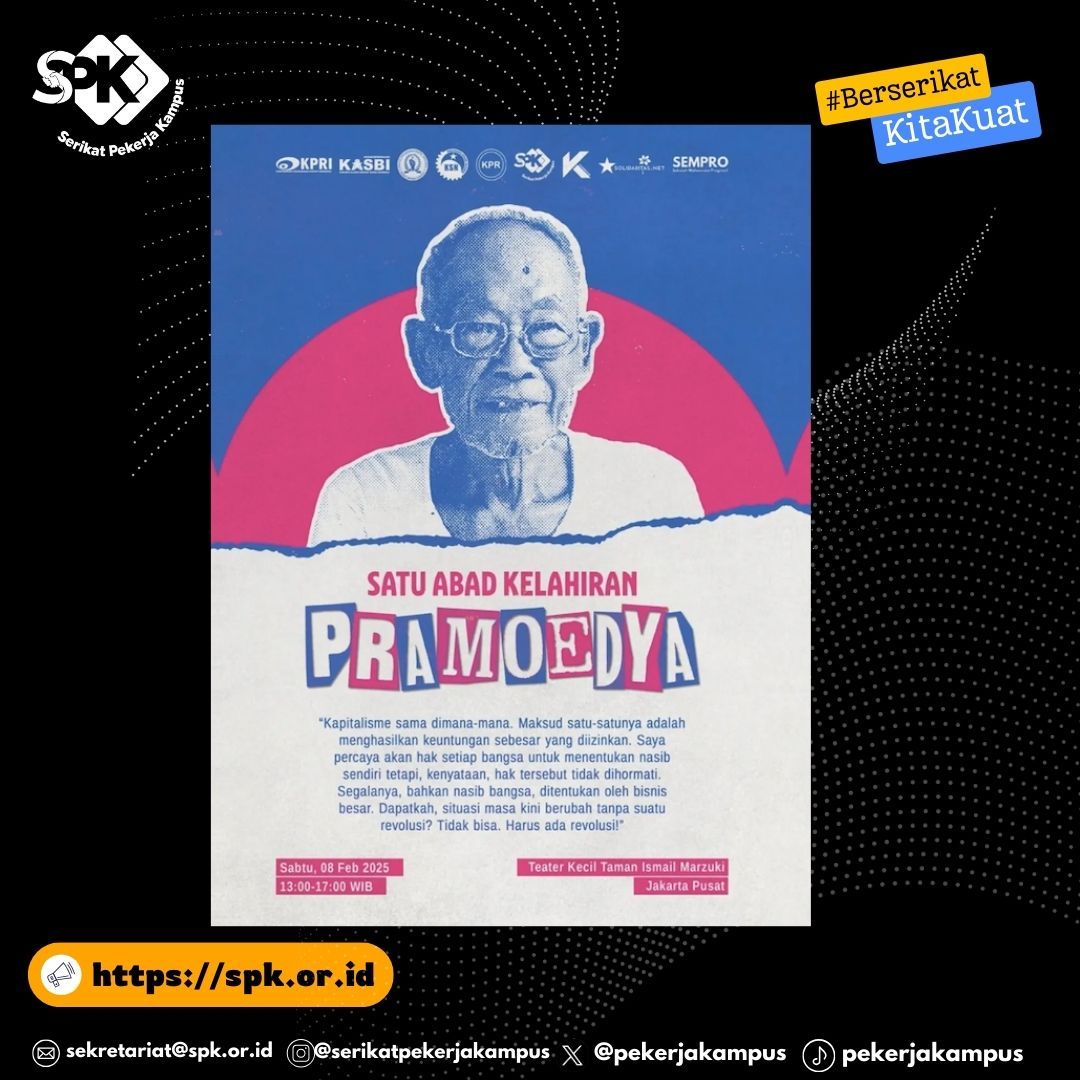 SPK
Serikat Pekerja Kampus
#Berserikat
KitaKuat
KPRI KASBI KPR SPK K SOLIDARITAS.NET SEMPRO
SATU ABAD KELAHIRAN
PRAMOEDYA
“Kapitalisme sama dimana-mana. Maksud satu-satunya adalah
menghasilkan keuntungan sebesar yang diizinkan. Saya
percaya akan hak setiap bangsa untuk menentukan nasib
sendiri tetapi, kenyataan, hak tersebut tidak dihormati.
Segalanya, bahkan nasib bangsa, ditentukan oleh bisnis
besar. Dapatkah, situasi masa kini berubah tanpa suatu
revolusi? Tidak bisa. Harus ada revolusi!”
Sabtu, 08 Feb 2025
13:00-17:00 WIB
Teater Kecil Taman Ismail Marzuki
Jakarta Pusat
https://spk.or.id
sekretariat@spk.or.id @serikatpekerjakampus @pekerjakampus pekerjakampus